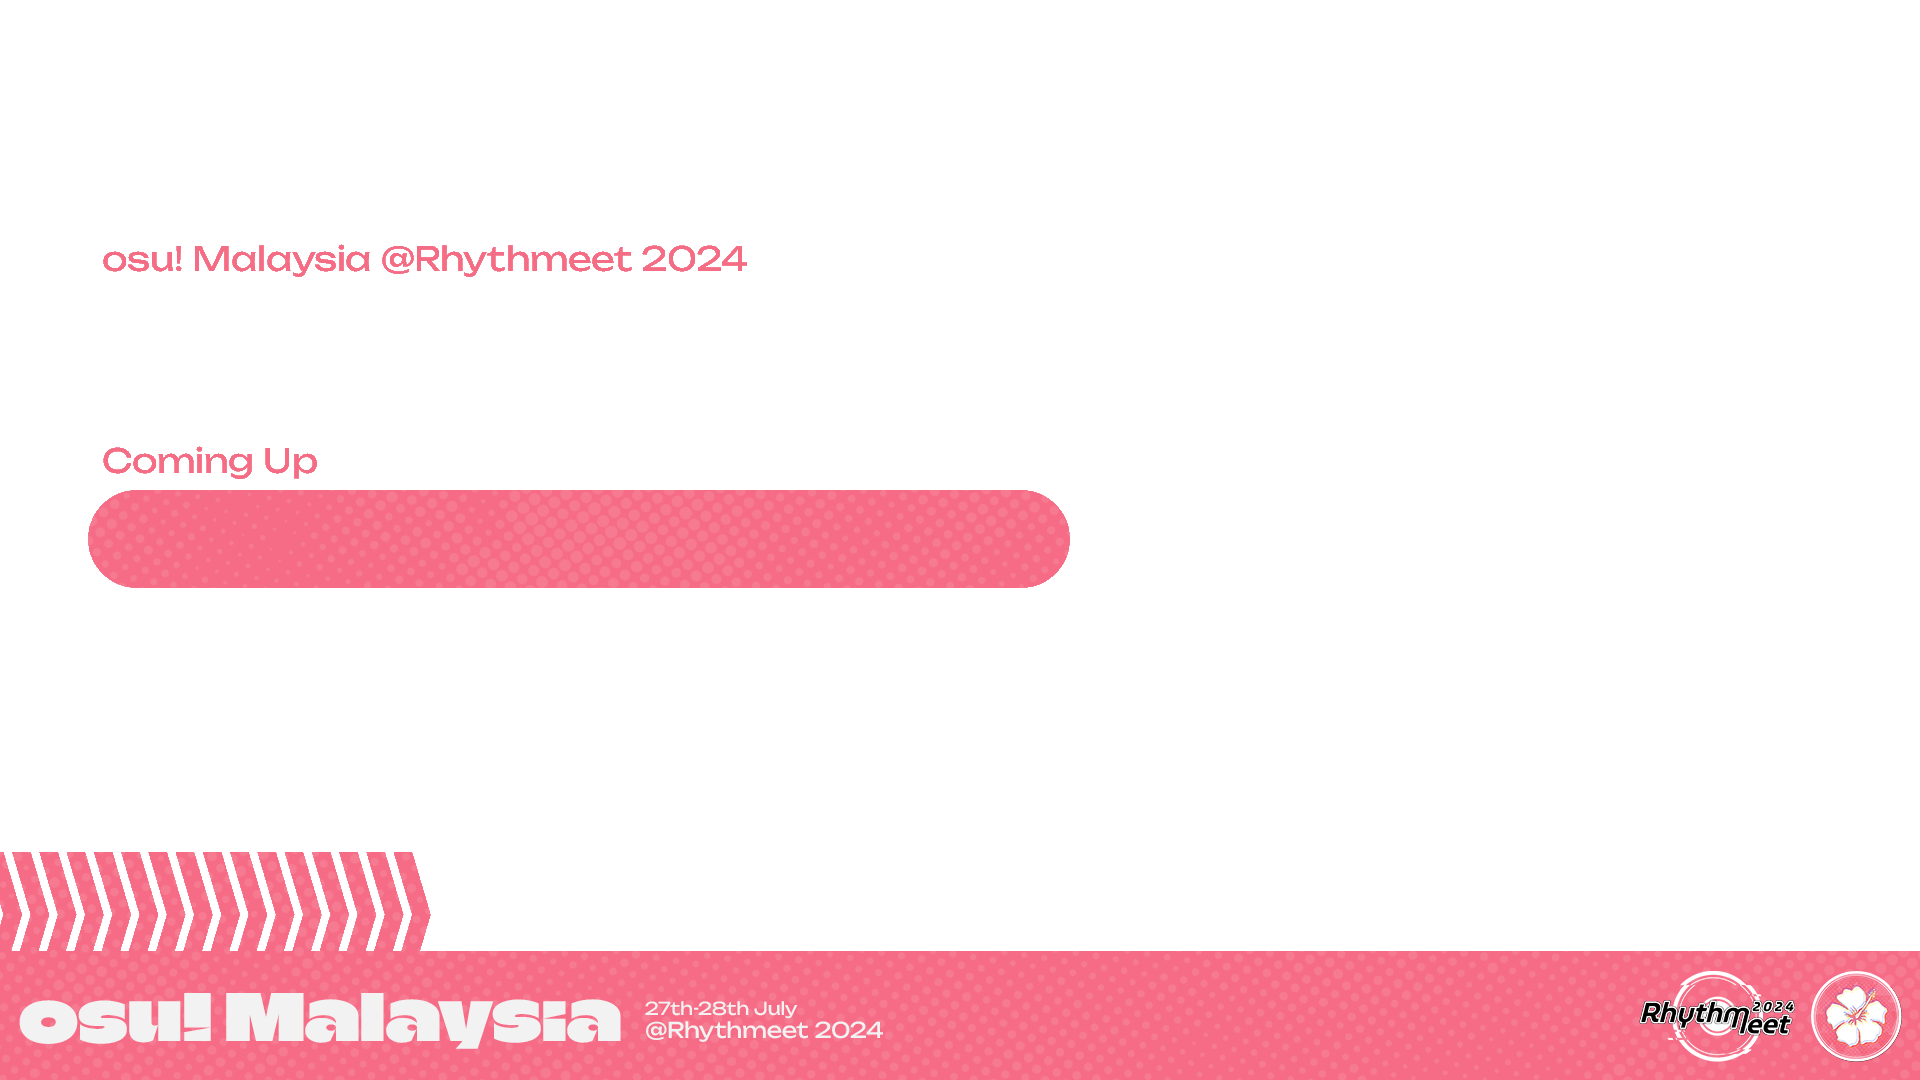 osu! Malaysia @Rhythmeet 2024
Coming Up
osu! Malaysia
27th-28th July
@Rhythmeet 2024
Rhythmeet 2024